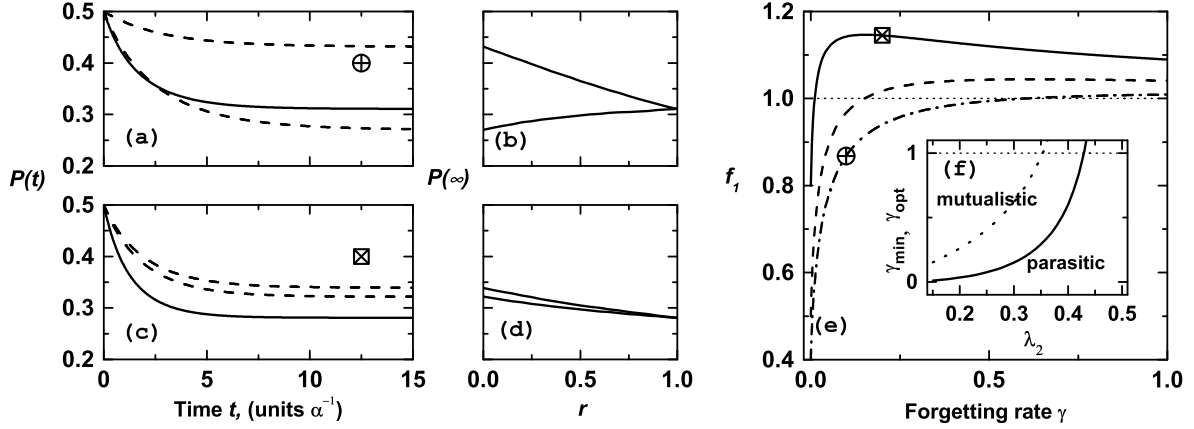 0.5
0.4
0.3
0.2
(a)
(b)
P(t)
P(∞)
0.5
0.4
0.3
0.2
(c)
(d)
0 5 10 15
0.0 0.5 1.0
Time t, (units α⁻¹)
r
1.2
1.0
0.8
0.6
0.4
f₁
(e)
0.0 0.5 1.0
Forgetting rate γ
1
0
γmin, γopt
(f)
mutualistic
parasitic
0.2 0.3 0.4 0.5
λ₂